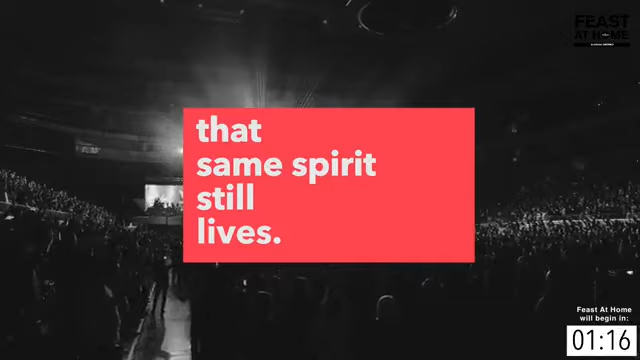 FEAST
AT HOME
that
same spirit
still
lives.
Feast At Home
will begin in:
01:16